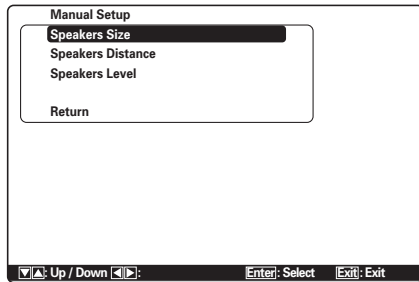 Manual Setup
Speakers Size
Speakers Distance
Speakers Level
Return
▼▲: Up / Down ◀▶: Enter: Select Exit: Exit